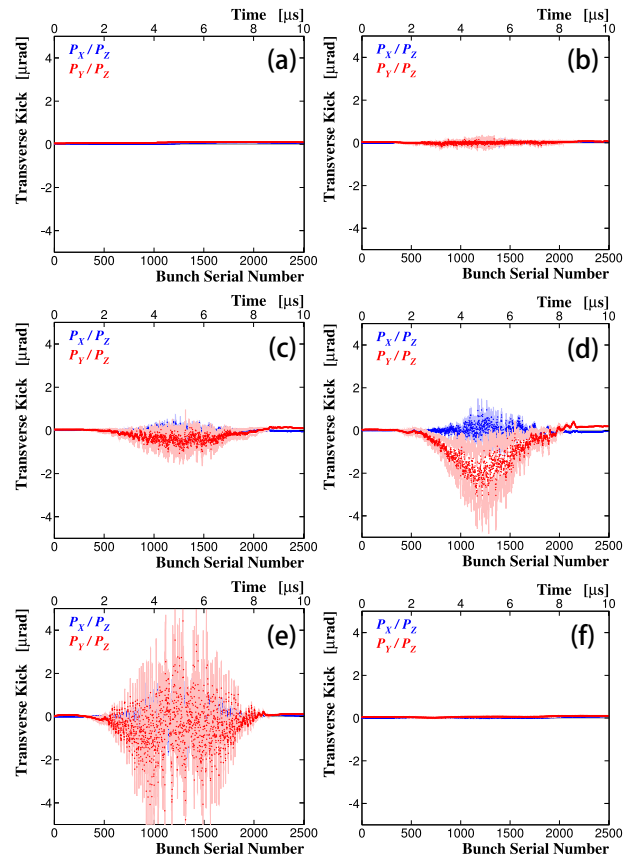 Time [μs]
0 2 4 6 8 10
Transverse Kick [μrad]
P_X / P_Z
P_Y / P_Z
(a)
4
2
0
-2
-4
0 500 1000 1500 2000 2500
Bunch Serial Number
Time [μs]
0 2 4 6 8 10
Transverse Kick [μrad]
P_X / P_Z
P_Y / P_Z
(b)
4
2
0
-2
-4
0 500 1000 1500 2000 2500
Bunch Serial Number
Time [μs]
0 2 4 6 8 10
Transverse Kick [μrad]
P_X / P_Z
P_Y / P_Z
(c)
4
2
0
-2
-4
0 500 1000 1500 2000 2500
Bunch Serial Number
Time [μs]
0 2 4 6 8 10
Transverse Kick [μrad]
P_X / P_Z
P_Y / P_Z
(d)
4
2
0
-2
-4
0 500 1000 1500 2000 2500
Bunch Serial Number
Time [μs]
0 2 4 6 8 10
Transverse Kick [μrad]
P_X / P_Z
P_Y / P_Z
(e)
4
2
0
-2
-4
0 500 1000 1500 2000 2500
Bunch Serial Number
Time [μs]
0 2 4 6 8 10
Transverse Kick [μrad]
P_X / P_Z
P_Y / P_Z
(f)
4
2
0
-2
-4
0 500 1000 1500 2000 2500
Bunch Serial Number